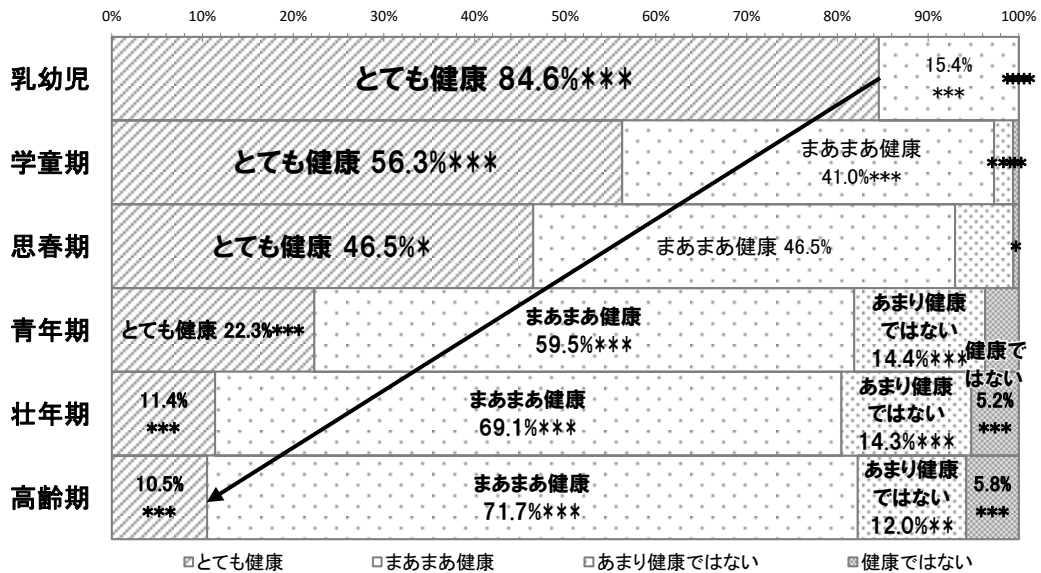 0% 10% 20% 30% 40% 50% 60% 70% 80% 90% 100%
乳幼児
とても健康 84.6%***
15.4%
***
****
学童期
とても健康 56.3%***
まあまあ健康
41.0%***
思春期
とても健康 46.5%*
まあまあ健康 46.5%
*
青年期
とても健康 22.3%***
まあまあ健康
59.5%***
あまり健康
ではない
14.4%***
健康で
はない
壮年期
11.4%
***
まあまあ健康
69.1%***
あまり健康
ではない
14.3%***
5.2%
***
高齢期
10.5%
***
まあまあ健康
71.7%***
あまり健康
ではない
12.0%**
5.8%
***
とても健康 まあまあ健康 あまり健康ではない 健康ではない